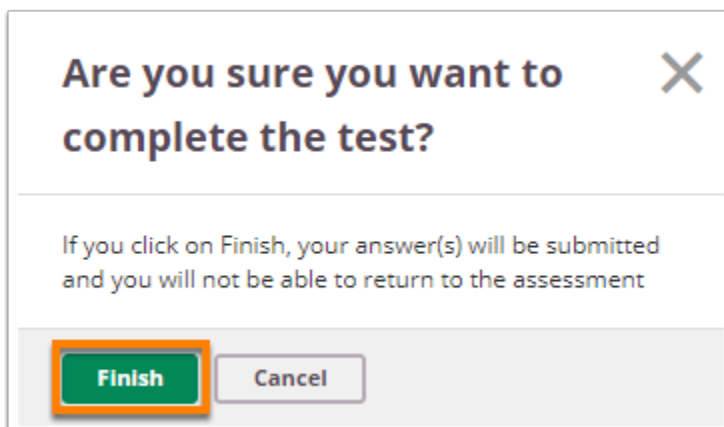 Are you sure you want to
complete the test?
If you click on Finish, your answer(s) will be submitted
and you will not be able to return to the assessment
Finish Cancel